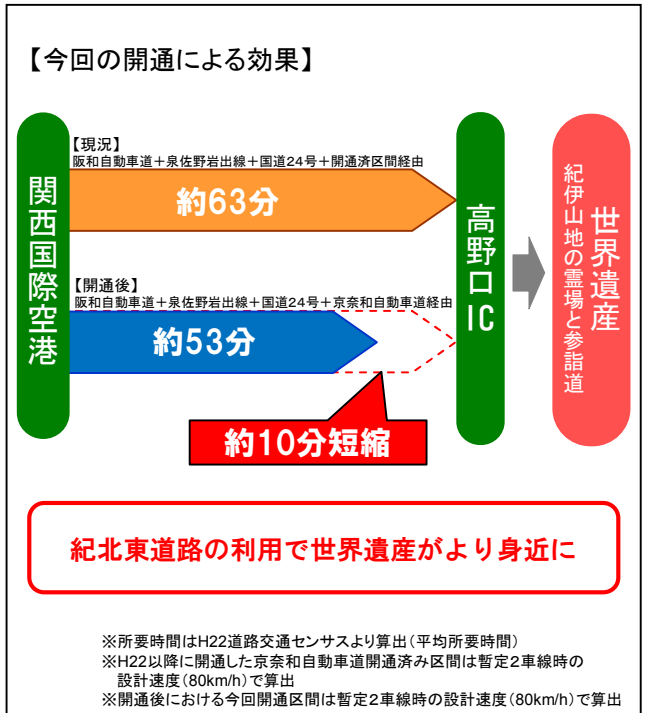 【今回の開通による効果】
関西国際空港
【現況】
阪和自動車道＋泉佐野岩出線＋国道24号＋開通済区間経由
約63分
【開通後】
阪和自動車道＋泉佐野岩出線＋国道24号＋京奈和自動車道経由
約53分
約10分短縮
高野口IC
世界遺産
紀伊山地の霊場と参詣道
紀北東道路の利用で世界遺産がより身近に
※所要時間はH22道路交通センサスより算出（平均所要時間）
※H22以降に開通した京奈和自動車道開通済み区間は暫定２車線時の
設計速度（80km/h）で算出
※開通後における今回開通区間は暫定２車線時の設計速度（80km/h）で算出